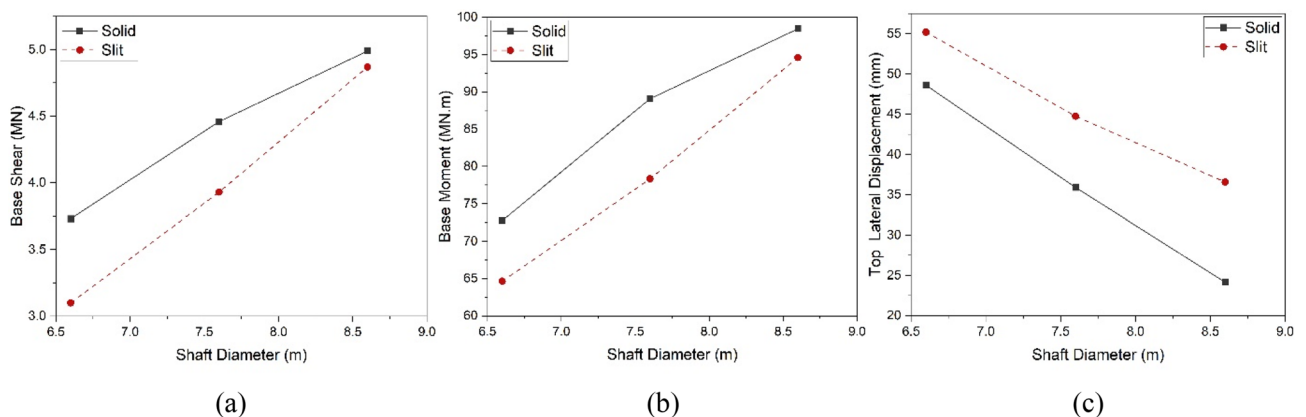 Solid
Slit
Base Shear (MN)
5.0
4.5
4.0
3.5
3.0
6.5 7.0 7.5 8.0 8.5 9.0
Shaft Diameter (m)
(a)
Solid
Slit
Base Moment (MN.m)
100
95
90
85
80
75
70
65
60
6.5 7.0 7.5 8.0 8.5 9.0
Shaft Diameter (m)
(b)
Solid
Slit
Top Lateral Displacement (mm)
55
50
45
40
35
30
25
20
6.5 7.0 7.5 8.0 8.5 9.0
Shaft Diameter (m)
(c)